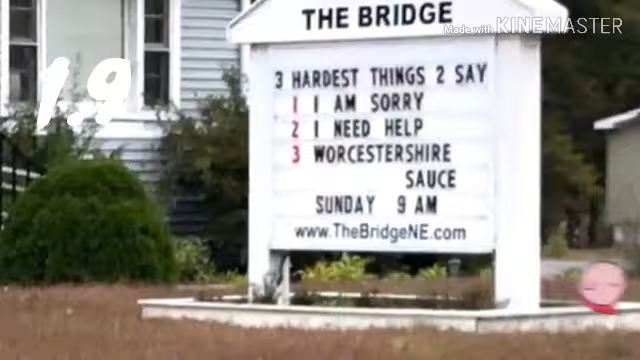 THE BRIDGE
Made with KINEMASTER
1.9
3 HARDEST THINGS 2 SAY
1 I AM SORRY
2 I NEED HELP
3 WORCESTERSHIRE
SAUCE
SUNDAY 9 AM
www.TheBridgeNE.com